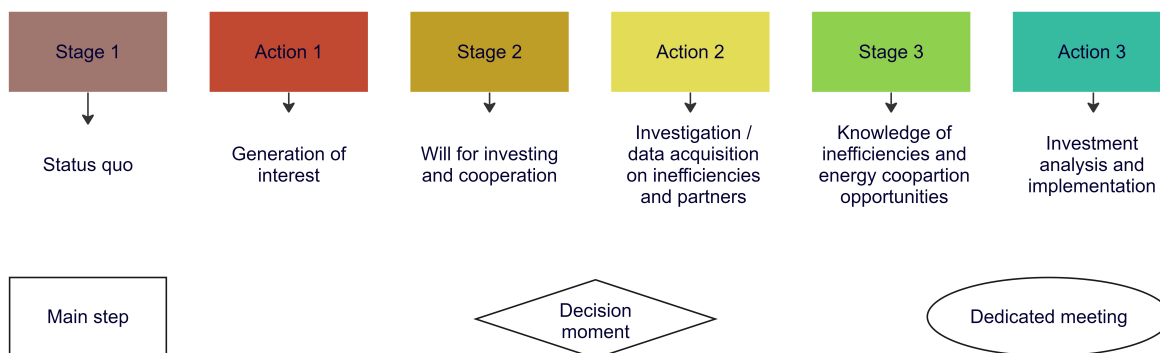 Stage 1
Action 1
Stage 2
Action 2
Stage 3
Action 3
Status quo
Generation of
interest
Will for investing
and cooperation
Investigation /
data acquisition
on inefficiencies
and partners
Knowledge of
inefficiencies and
energy coopartion
opportunities
Investment
analysis and
implementation
Main step
Decision
moment
Dedicated meeting